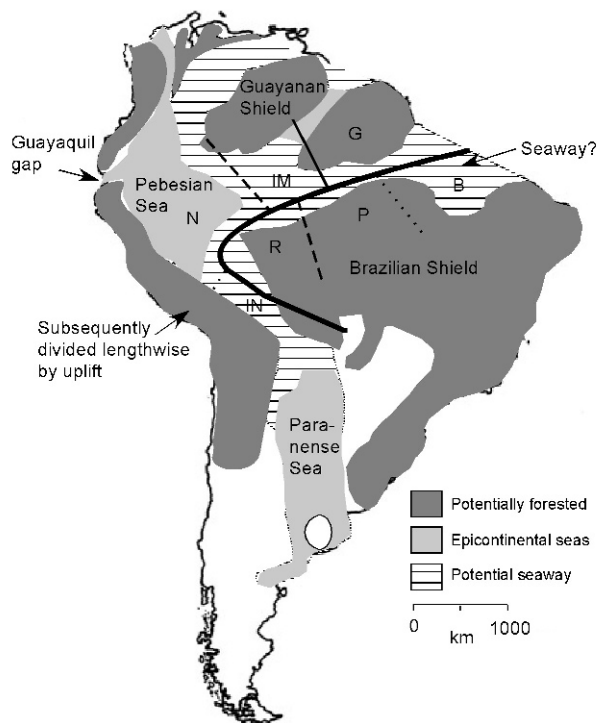 Guayanan
Shield
Guayaquil
gap
G
Seaway?
Pebesian
Sea
IM
B
N
P
R
Brazilian Shield
IN
Subsequently
divided lengthwise
by uplift
Para-
nense
Sea
Potentially forested
Epicontinental seas
Potential seaway
0 1000
km